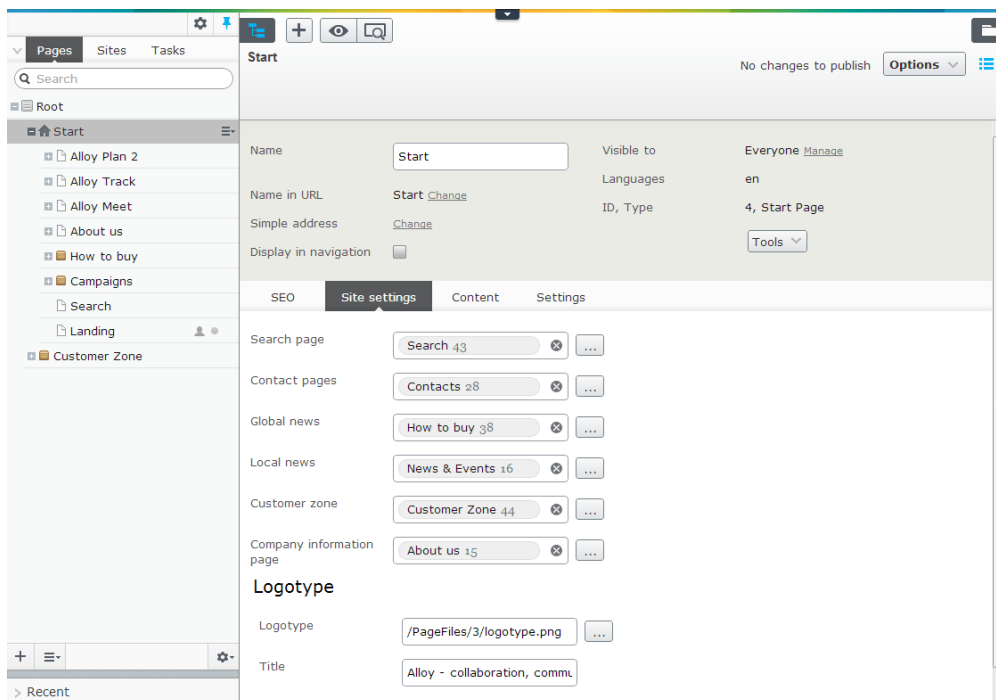 Pages Sites Tasks
Search
Root
Start
Alloy Plan 2
Alloy Track
Alloy Meet
About us
How to buy
Campaigns
Search
Landing
Customer Zone
Recent
Start
No changes to publish Options
Name Start
Name in URL Start Change
Simple address Change
Display in navigation
Visible to Everyone Manage
Languages en
ID, Type 4, Start Page
Tools
SEO Site settings Content Settings
Search page Search 43 ...
Contact pages Contacts 28 ...
Global news How to buy 38 ...
Local news News & Events 16 ...
Customer zone Customer Zone 44 ...
Company information
page About us 15 ...
Logotype
Logotype /PageFiles/3/logotype.png ...
Title Alloy - collaboration, commu